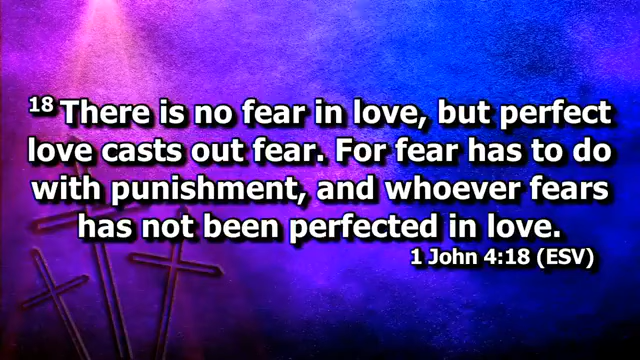 18 There is no fear in love, but perfect
love casts out fear. For fear has to do
with punishment, and whoever fears
has not been perfected in love.
1 John 4:18 (ESV)